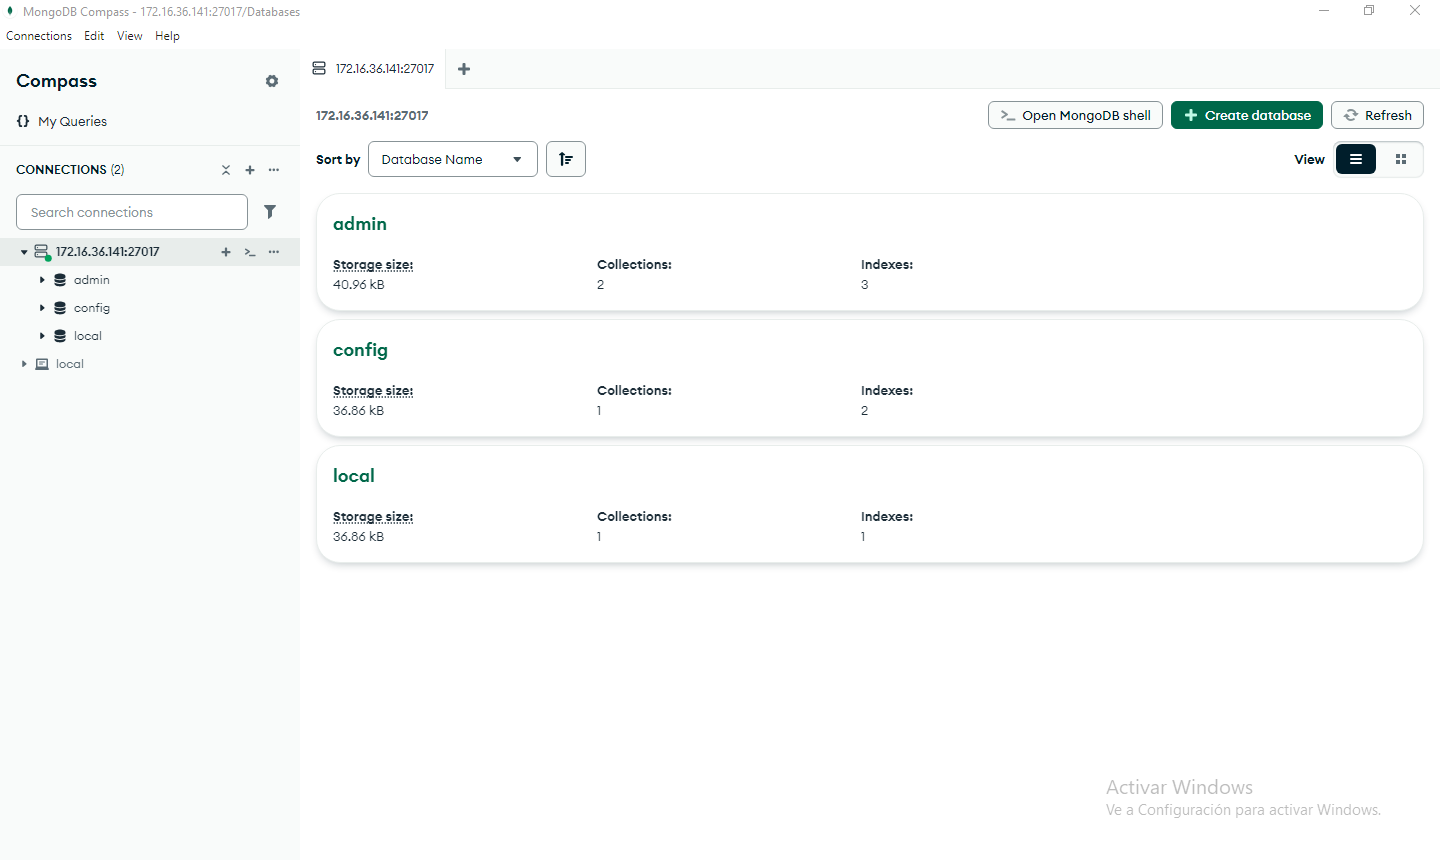 MongoDB Compass - 172.16.36.141:27017/Databases
Connections Edit View Help
Compass
{} My Queries
CONNECTIONS (2)
Search connections
172.16.36.141:27017
admin
config
local
local
172.16.36.141:27017
172.16.36.141:27017
>_ Open MongoDB shell
Create database
Refresh
Sort by Database Name
View
admin
Storage size: Collections: Indexes:
40.96 kB 2 3
config
Storage size: Collections: Indexes:
36.86 kB 1 2
local
Storage size: Collections: Indexes:
36.86 kB 1 1
Activar Windows
Ve a Configuración para activar Windows.